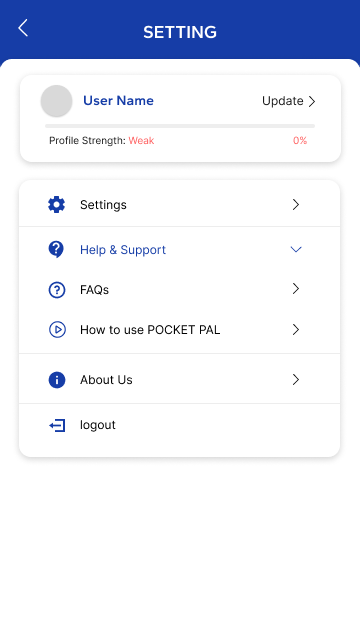 SETTING
User Name
Update
Profile Strength: Weak
0%
Settings
Help & Support
FAQs
How to use POCKET PAL
About Us
logout